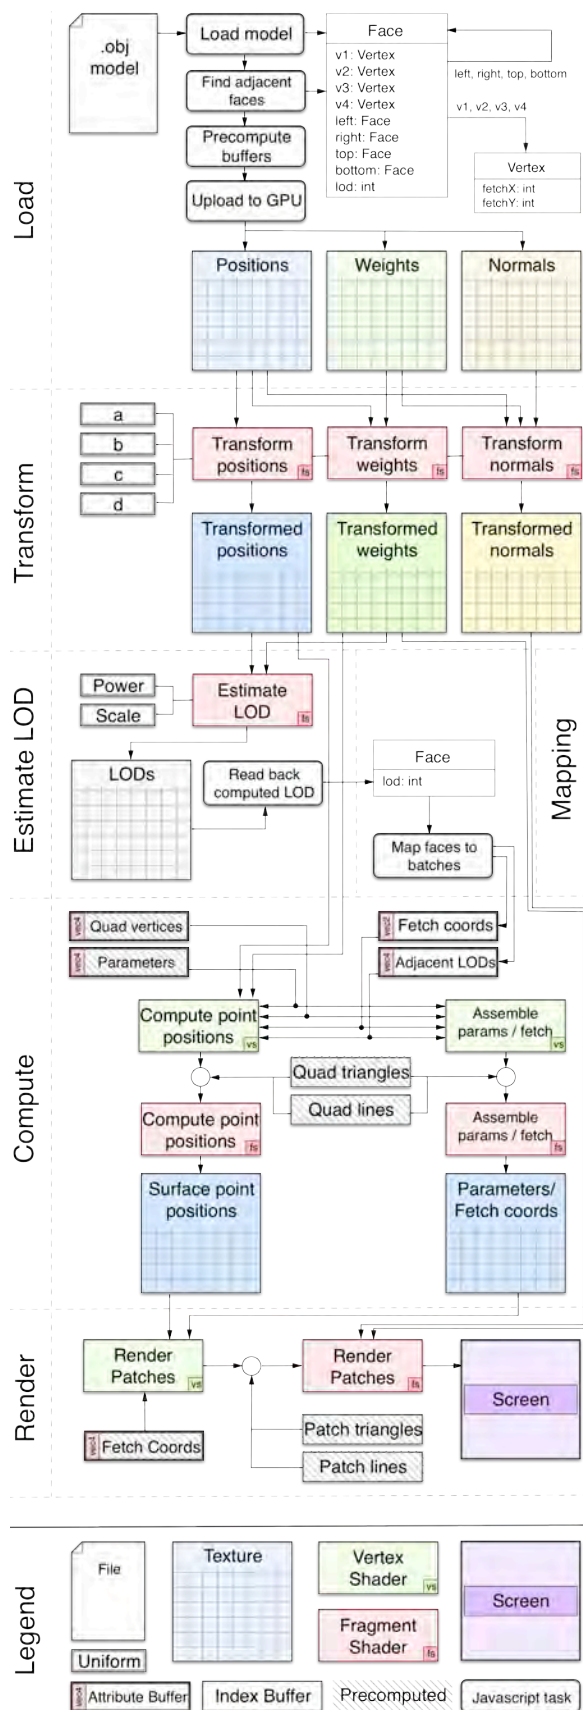 Load
.obj
model
Load model
Find adjacent
faces
Precompute
buffers
Upload to GPU
Face
v1: Vertex
v2: Vertex
v3: Vertex
v4: Vertex
left: Face
right: Face
top: Face
bottom: Face
lod: int
left, right, top, bottom
v1, v2, v3, v4
Vertex
fetchX: int
fetchY: int
Positions
Weights
Normals
Transform
a
b
c
d
Transform
positions
fs
Transform
weights
fs
Transform
normals
fs
Transformed
positions
Transformed
weights
Transformed
normals
Estimate LOD
Power
Scale
Estimate
LOD
fs
LODs
Read back
computed LOD
Face
lod: int
Map faces to
batches
Mapping
Compute
vec4
Quad vertices
vec4
Parameters
vec2
Fetch coords
vec4
Adjacent LODs
Compute point
positions
vs
Assemble
params / fetch
vs
Quad triangles
Quad lines
Compute point
positions
fs
Assemble
params / fetch
fs
Surface point
positions
Parameters/
Fetch coords
Render
Render
Patches
vs
Render
Patches
fs
Screen
vec4
Fetch Coords
Patch triangles
Patch lines
Legend
File
Texture
Vertex
Shader
vs
Fragment
Shader
fs
Screen
Uniform
vec4
Attribute Buffer
Index Buffer
Precomputed
Javascript task